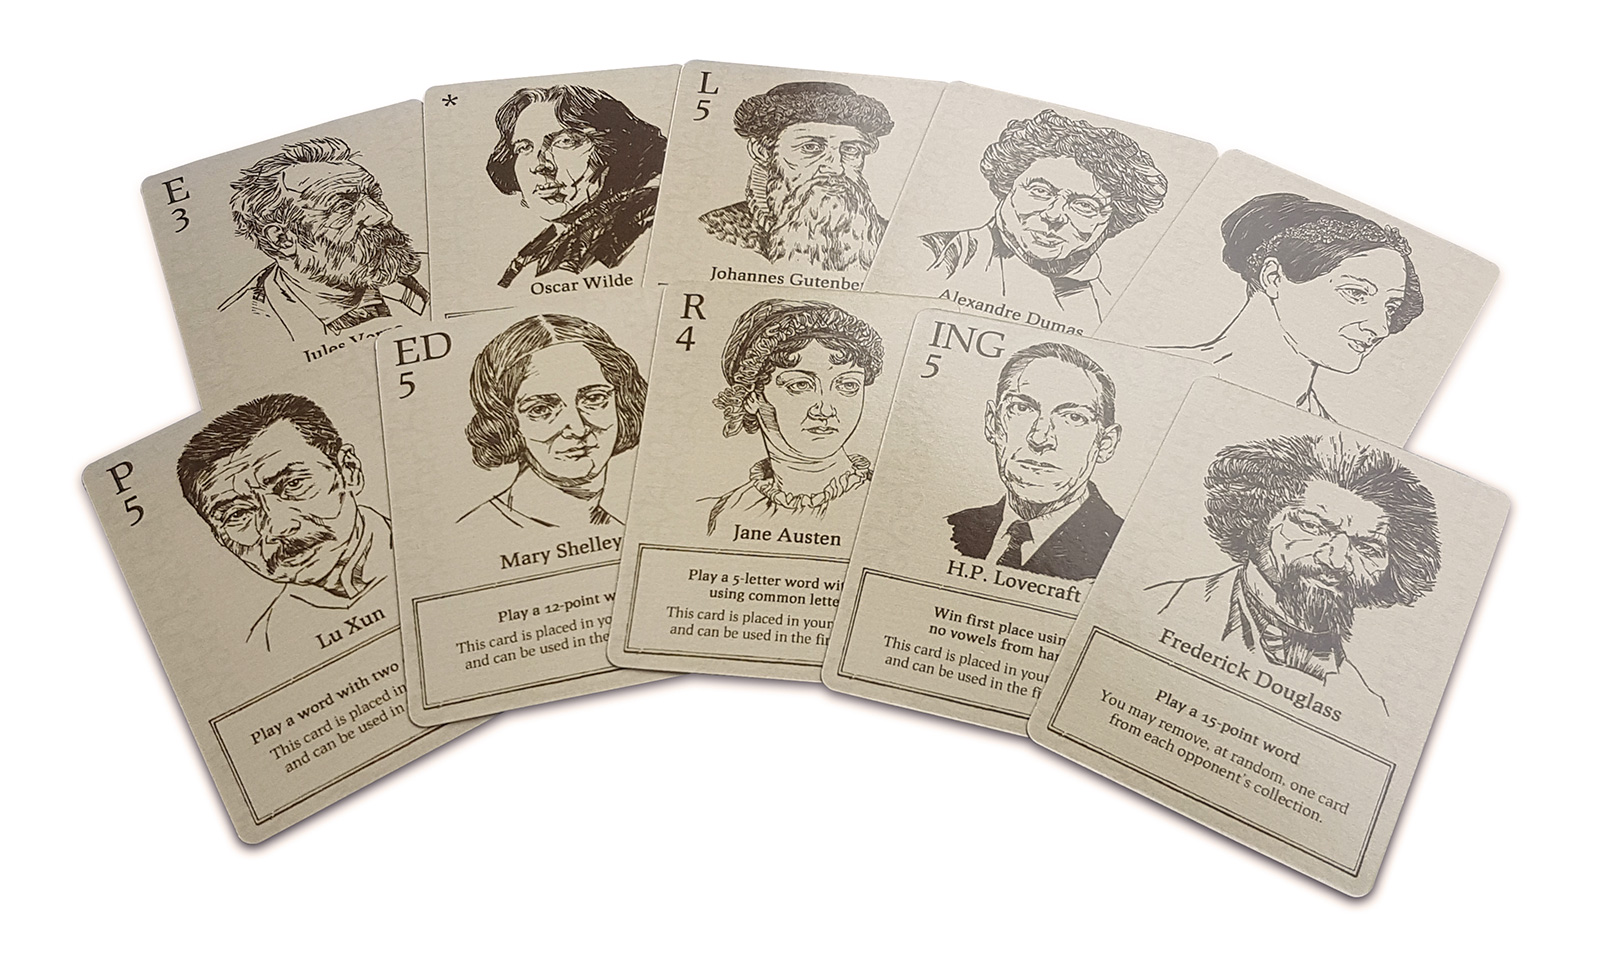 E
3
Jules
*
Oscar Wilde
L
5
Johannes Gutenber
Alexandre Dumas
P
5
Lu Xun
Play a word with two
This card is placed in
and can be used in
ED
5
Mary Shelley
Play a 12-point w
This card is placed in yo
and can be used in the
R
4
Jane Austen
Play a 5-letter word wi
using common lette
This card is placed in your
and can be used in the fi
ING
5
H.P. Lovecraft
Win first place usin
no vowels from ha
This card is placed in your
and can be used in the fi
Frederick Douglass
Play a 15-point word
You may remove, at random, one card
from each opponent's collection.